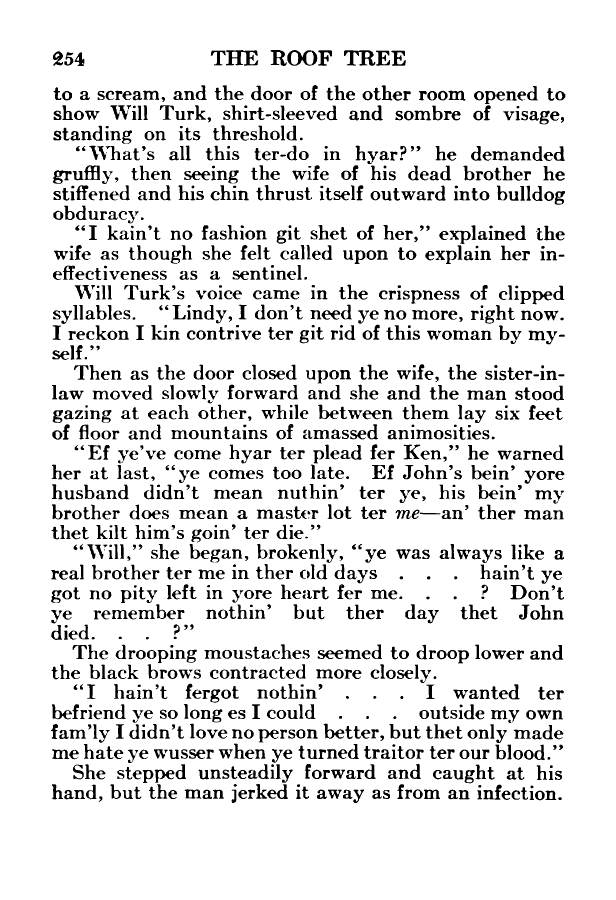 254 THE ROOF TREE
to a scream, and the door of the other room opened to
show Will Turk, shirt-sleeved and sombre of visage,
standing on its threshold.
"What's all this ter-do in hyar?" he demanded
gruffly, then seeing the wife of his dead brother he
stiffened and his chin thrust itself outward into bulldog
obduracy.
"I kain't no fashion git shet of her," explained the
wife as though she felt called upon to explain her in-
effectiveness as a sentinel.
Will Turk's voice came in the crispness of clipped
syllables. "Lindy, I don't need ye no more, right now.
I reckon I kin contrive ter git rid of this woman by my-
self."
Then as the door closed upon the wife, the sister-in-
law moved slowly forward and she and the man stood
gazing at each other, while between them lay six feet
of floor and mountains of amassed animosities.
"Ef ye've come hyar ter plead fer Ken," he warned
her at last, "ye comes too late. Ef John's bein' yore
husband didn't mean nuthin' ter ye, his bein' my
brother does mean a master lot ter me—an' ther man
thet kilt him's goin' ter die."
"Will," she began, brokenly, "ye was always like a
real brother ter me in ther old days . . . hain't ye
got no pity left in yore heart fer me. . . ? Don't
ye remember nothin' but ther day thet John
died. . . ?"
The drooping moustaches seemed to droop lower and
the black brows contracted more closely.
"I hain't fergot nothin' . . . I wanted ter
befriend ye so long es I could . . . outside my own
fam'ly I didn't love no person better, but thet only made
me hate ye wusser when ye turned traitor ter our blood."
She stepped unsteadily forward and caught at his
hand, but the man jerked it away as from an infection.